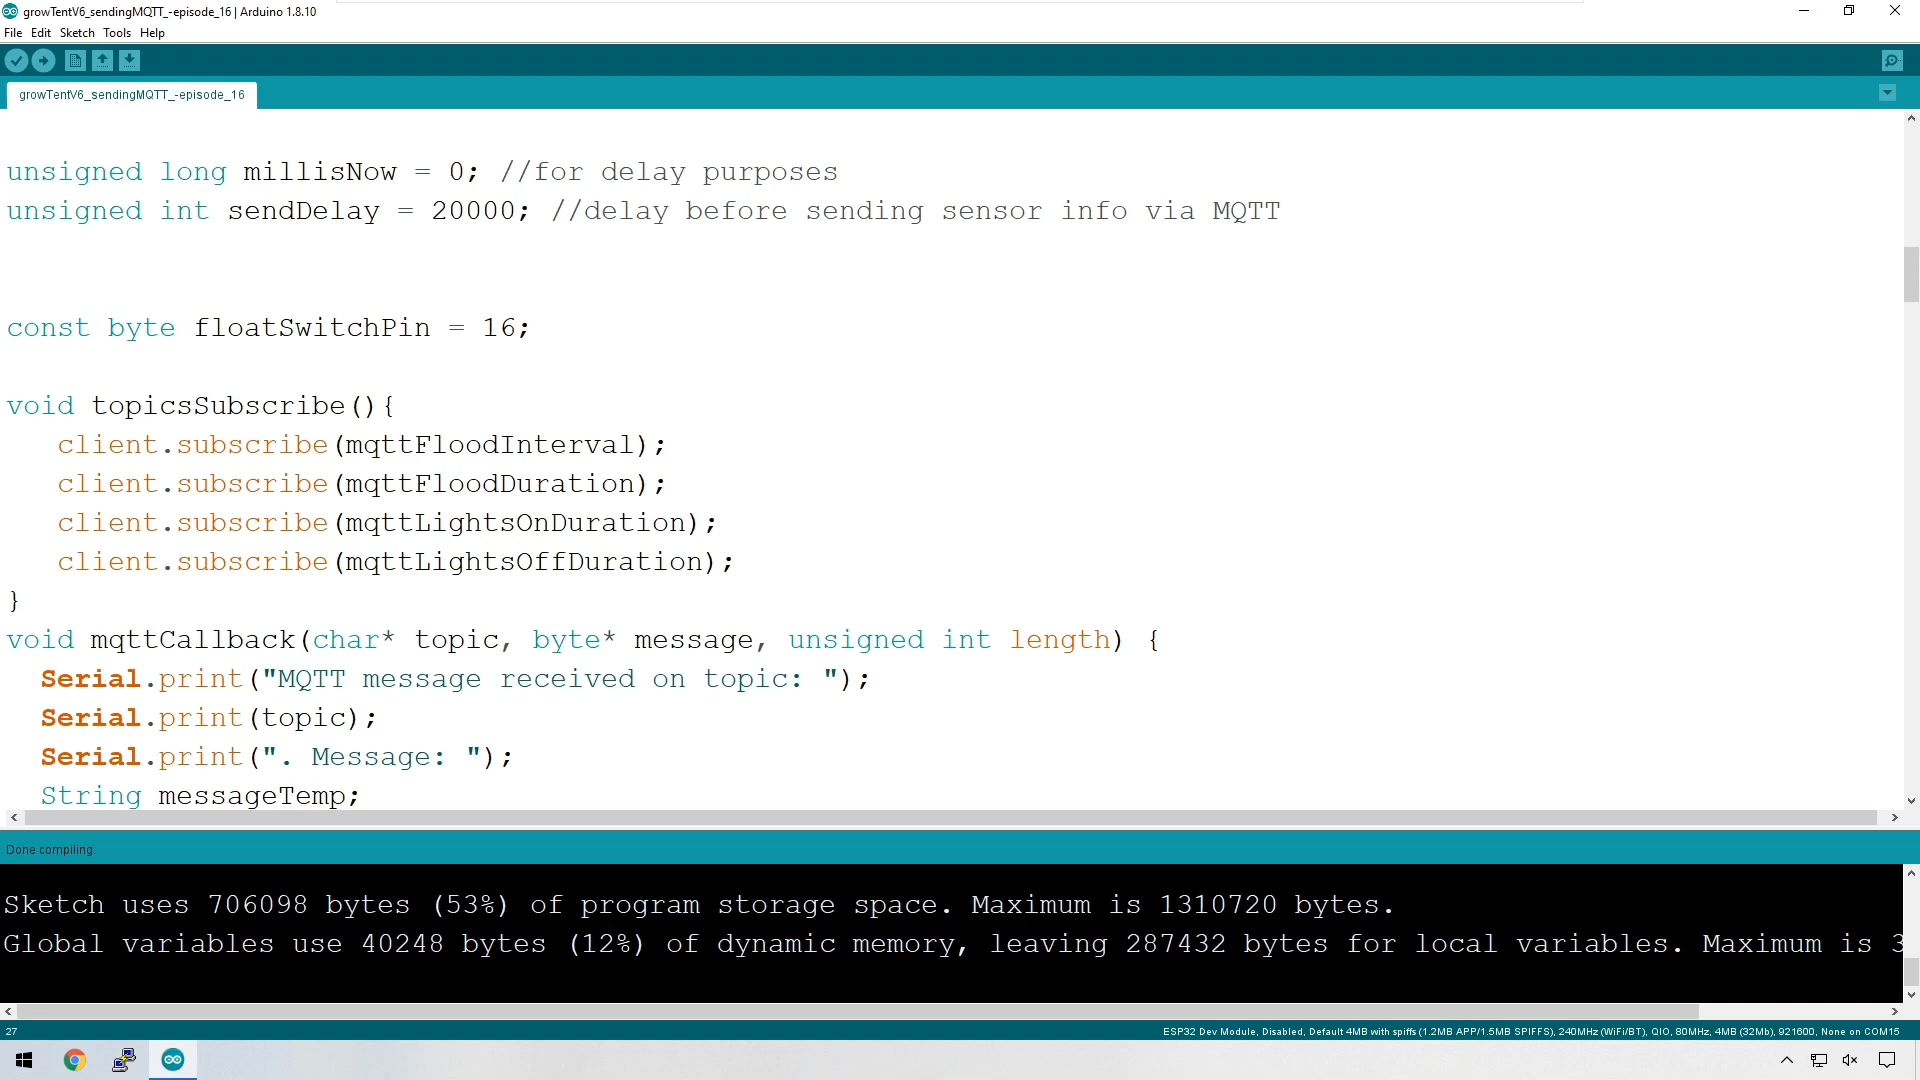 growTentV6_sendingMQTT_-episode_16 | Arduino 1.8.10
File Edit Sketch Tools Help
growTentV6_sendingMQTT_-episode_16
unsigned long millisNow = 0; //for delay purposes
unsigned int sendDelay = 20000; //delay before sending sensor info via MQTT
const byte floatSwitchPin = 16;
void topicsSubscribe(){
client.subscribe(mqttFloodInterval);
client.subscribe(mqttFloodDuration);
client.subscribe(mqttLightsOnDuration);
client.subscribe(mqttLightsOffDuration);
}
void mqttCallback(char* topic, byte* message, unsigned int length) {
Serial.print("MQTT message received on topic: ");
Serial.print(topic);
Serial.print(". Message: ");
String messageTemp;
Done compiling.
Sketch uses 706098 bytes (53%) of program storage space. Maximum is 1310720 bytes.
Global variables use 40248 bytes (12%) of dynamic memory, leaving 287432 bytes for local variables. Maximum is 3
27
ESP32 Dev Module, Disabled, Default 4MB with spiffs (1.2MB APP/1.5MB SPIFFS), 240MHz (WiFi/BT), QIO, 80MHz, 4MB (32Mb), 921600, None on COM15